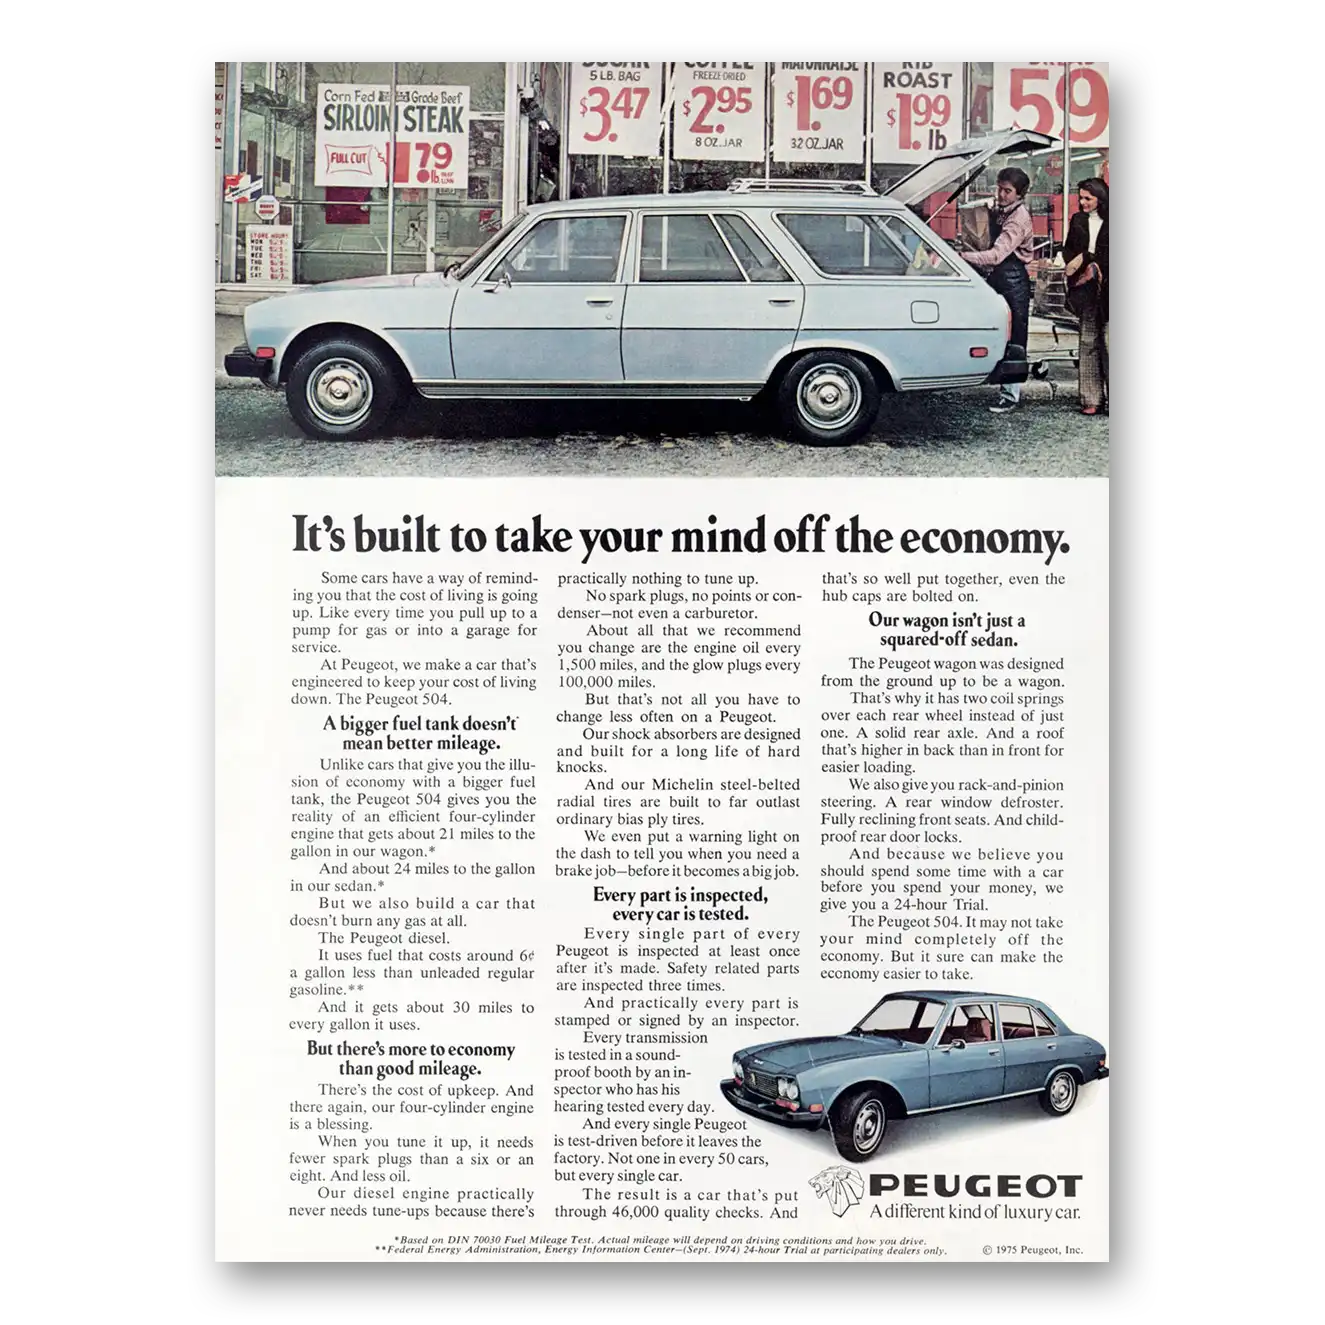 SUGAR
5 LB. BAG
$3.47
COFFEE
FREEZE DRIED
$2.95
8 OZ. JAR
MAYONNAISE
$1.69
32 OZ. JAR
RIB
ROAST
$1.99
lb
59
Corn Fed Grade Beef
SIRLOIN STEAK
FULL CUT
$1.79
lb.
STORE HOURS
MON
TUE
WED
THU
FRI
SAT
It's built to take your mind off the economy.
Some cars have a way of remind-
ing you that the cost of living is going
up. Like every time you pull up to a
pump for gas or into a garage for
service.
At Peugeot, we make a car that's
engineered to keep your cost of living
down. The Peugeot 504.
A bigger fuel tank doesn't
mean better mileage.
Unlike cars that give you the illu-
sion of economy with a bigger fuel
tank, the Peugeot 504 gives you the
reality of an efficient four-cylinder
engine that gets about 21 miles to the
gallon in our wagon.*
And about 24 miles to the gallon
in our sedan.*
But we also build a car that
doesn't burn any gas at all.
The Peugeot diesel.
It uses fuel that costs around 6¢
a gallon less than unleaded regular
gasoline.**
And it gets about 30 miles to
every gallon it uses.
But there's more to economy
than good mileage.
There's the cost of upkeep. And
there again, our four-cylinder engine
is a blessing.
When you tune it up, it needs
fewer spark plugs than a six or an
eight. And less oil.
Our diesel engine practically
never needs tune-ups because there's
practically nothing to tune up.
No spark plugs, no points or con-
denser—not even a carburetor.
About all that we recommend
you change are the engine oil every
1,500 miles, and the glow plugs every
100,000 miles.
But that's not all you have to
change less often on a Peugeot.
Our shock absorbers are designed
and built for a long life of hard
knocks.
And our Michelin steel-belted
radial tires are built to far outlast
ordinary bias ply tires.
We even put a warning light on
the dash to tell you when you need a
brake job—before it becomes a big job.
Every part is inspected,
every car is tested.
Every single part of every
Peugeot is inspected at least once
after it's made. Safety related parts
are inspected three times.
And practically every part is
stamped or signed by an inspector.
Every transmission
is tested in a sound-
proof booth by an in-
spector who has his
hearing tested every day.
And every single Peugeot
is test-driven before it leaves the
factory. Not one in every 50 cars,
but every single car.
The result is a car that's put
through 46,000 quality checks. And
that's so well put together, even the
hub caps are bolted on.
Our wagon isn't just a
squared-off sedan.
The Peugeot wagon was designed
from the ground up to be a wagon.
That's why it has two coil springs
over each rear wheel instead of just
one. A solid rear axle. And a roof
that's higher in back than in front for
easier loading.
We also give you rack-and-pinion
steering. A rear window defroster.
Fully reclining front seats. And child-
proof rear door locks.
And because we believe you
should spend some time with a car
before you spend your money, we
give you a 24-hour Trial.
The Peugeot 504. It may not take
your mind completely off the
economy. But it sure can make the
economy easier to take.
PEUGEOT
A different kind of luxury car.
*Based on DIN 70030 Fuel Mileage Test. Actual mileage will depend on driving conditions and how you drive.
**Federal Energy Administration, Energy Information Center—(Sept. 1974) 24-hour Trial at participating dealers only.
© 1975 Peugeot, Inc.